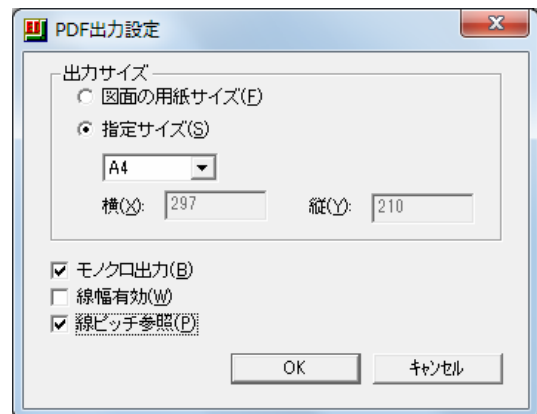 PDF出力設定
出力サイズ
図面の用紙サイズ(F)
指定サイズ(S)
A4
横(X): 297 縦(Y): 210
モノクロ出力(B)
線幅有効(W)
線ピッチ参照(P)
OK キャンセル